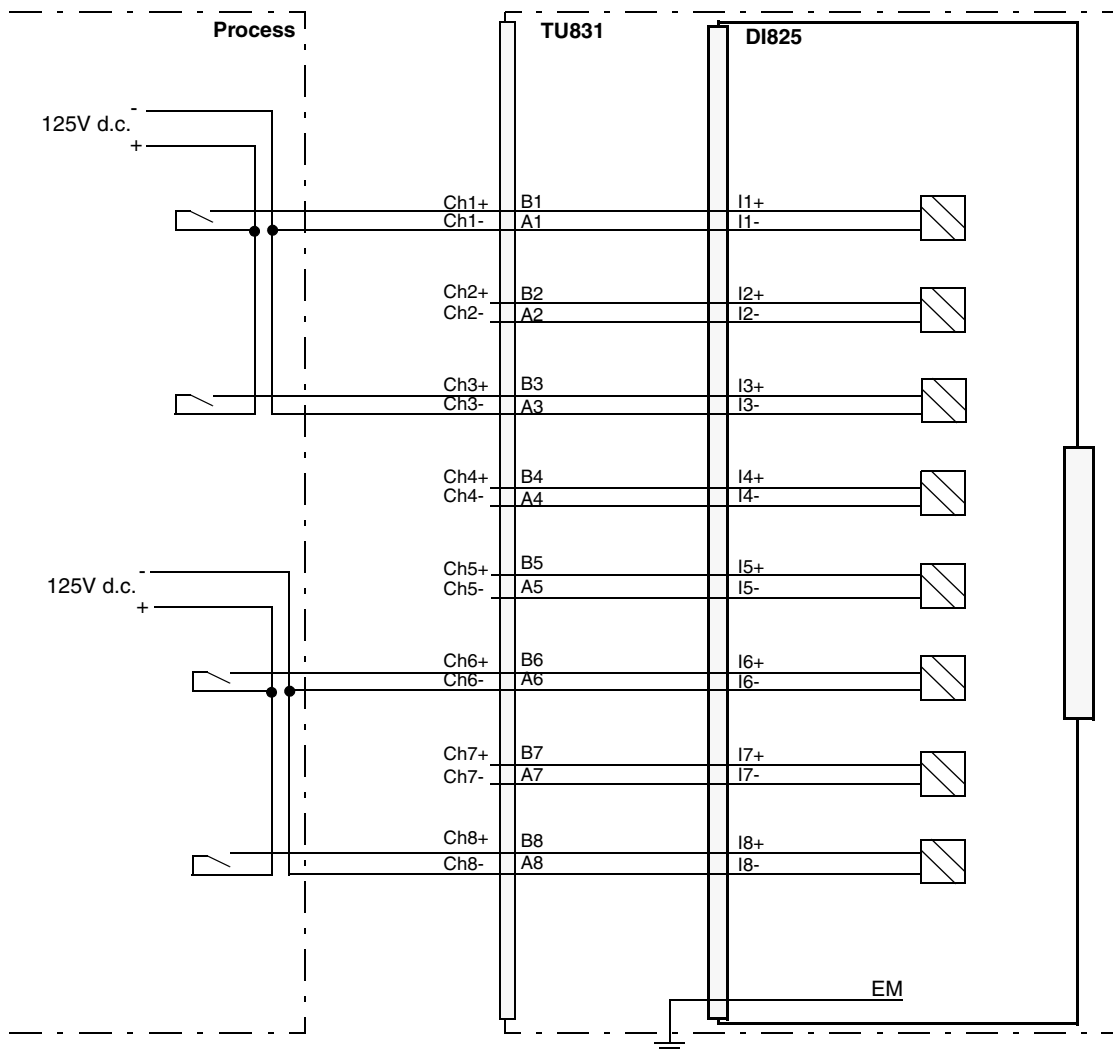 Process TU831 DI825
-
125V d.c.
+
Ch1+ B1 I1+
Ch1- A1 I1-
Ch2+ B2 I2+
Ch2- A2 I2-
Ch3+ B3 I3+
Ch3- A3 I3-
Ch4+ B4 I4+
Ch4- A4 I4-
-
125V d.c.
+
Ch5+ B5 I5+
Ch5- A5 I5-
Ch6+ B6 I6+
Ch6- A6 I6-
Ch7+ B7 I7+
Ch7- A7 I7-
Ch8+ B8 I8+
Ch8- A8 I8-
EM